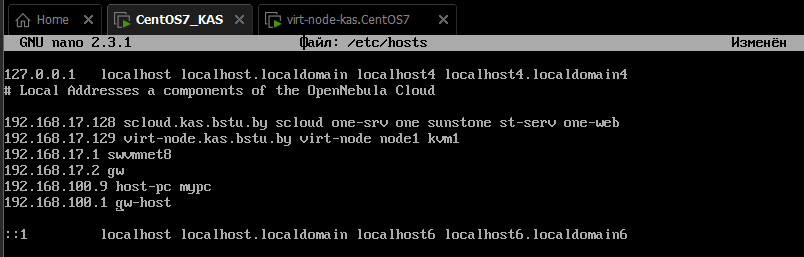 Home CentOS7_KAS virt-node-kas.CentOS7
GNU nano 2.3.1 Файл: /etc/hosts Изменён
127.0.0.1 localhost localhost.localdomain localhost4 localhost4.localdomain4
# Local Addresses a components of the OpenNebula Cloud
192.168.17.128 scloud.kas.bstu.by scloud one-srv one sunstone st-serv one-web
192.168.17.129 virt-node.kas.bstu.by virt-node node1 kvm1
192.168.17.1 swvmnet8
192.168.17.2 gw
192.168.100.9 host-pc mypc
192.168.100.1 gw-host
::1 localhost localhost.localdomain localhost6 localhost6.localdomain6